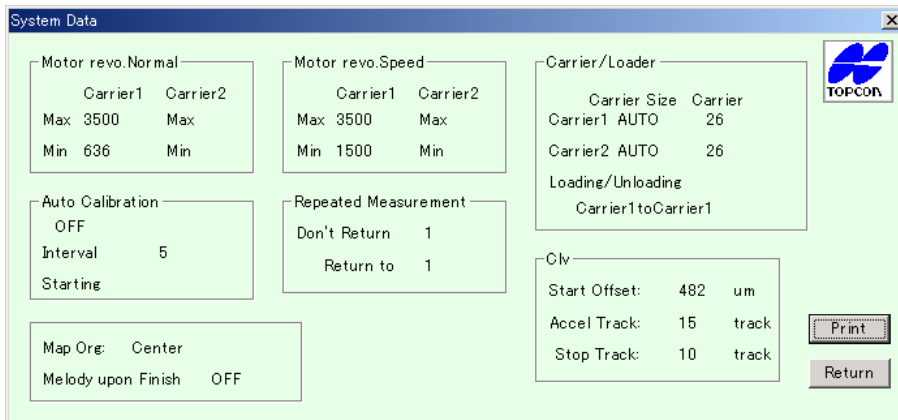 System Data
Motor revo.Normal
Carrier1 Carrier2
Max 3500 Max
Min 636 Min
Motor revo.Speed
Carrier1 Carrier2
Max 3500 Max
Min 1500 Min
Carrier/Loader
Carrier Size Carrier
Carrier1 AUTO 26
Carrier2 AUTO 26
Loading/Unloading
Carrier1toCarrier1
TOPCON
Auto Calibration
OFF
Interval 5
Starting
Repeated Measurement
Don't Return 1
Return to 1
Clv
Start Offset: 482 um
Accel Track: 15 track
Stop Track: 10 track
Map Org: Center
Melody upon Finish OFF
Print
Return